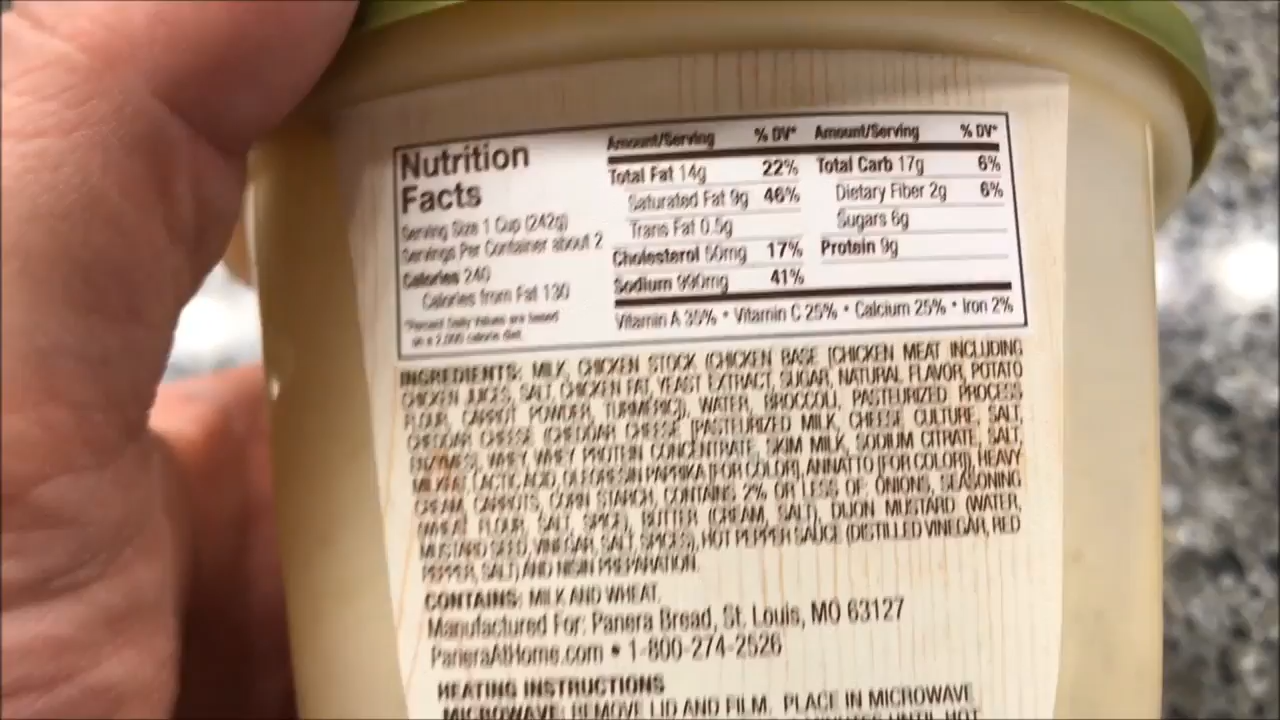 Nutrition
Facts
Serving Size 1 Cup (242g)
Servings Per Container about 2
Calories 240
Calories from Fat 130
*Percent Daily Values are based
on a 2,000 calorie diet.
Amount/Serving % DV*
Total Fat 14g 22%
Saturated Fat 9g 46%
Trans Fat 0.5g
Cholesterol 50mg 17%
Sodium 990mg 41%
Amount/Serving % DV*
Total Carb 17g 6%
Dietary Fiber 2g 6%
Sugars 6g
Protein 9g
Vitamin A 35% • Vitamin C 25% • Calcium 25% • Iron 2%
INGREDIENTS: MILK, CHICKEN STOCK (CHICKEN BASE [CHICKEN MEAT INCLUDING
CHICKEN JUICES, SALT, CHICKEN FAT, YEAST EXTRACT, SUGAR, NATURAL FLAVOR, POTATO
FLOUR, CARROT POWDER, TURMERIC]), WATER, BROCCOLI, PASTEURIZED PROCESS
CHEDDAR CHEESE (CHEDDAR CHEESE [PASTEURIZED MILK, CHEESE CULTURE, SALT,
ENZYMES], WHEY, WHEY PROTEIN CONCENTRATE, SKIM MILK, SODIUM CITRATE, SALT,
MILKFAT, LACTIC ACID, OLEORESIN PAPRIKA [FOR COLOR], ANNATTO [FOR COLOR]), HEAVY
CREAM, CARROTS, CORN STARCH, CONTAINS 2% OR LESS OF: ONIONS, SEASONING
(WHEAT FLOUR, SALT, SPICE), BUTTER (CREAM, SALT), DIJON MUSTARD (WATER,
MUSTARD SEED, VINEGAR, SALT, SPICES), HOT PEPPER SAUCE (DISTILLED VINEGAR, RED
PEPPER, SALT) AND NISIN PREPARATION.
CONTAINS: MILK AND WHEAT.
Manufactured For: Panera Bread, St. Louis, MO 63127
PaneraAtHome.com • 1-800-274-2526
HEATING INSTRUCTIONS
MICROWAVE: REMOVE LID AND FILM. PLACE IN MICROWAVE
UNTIL HOT